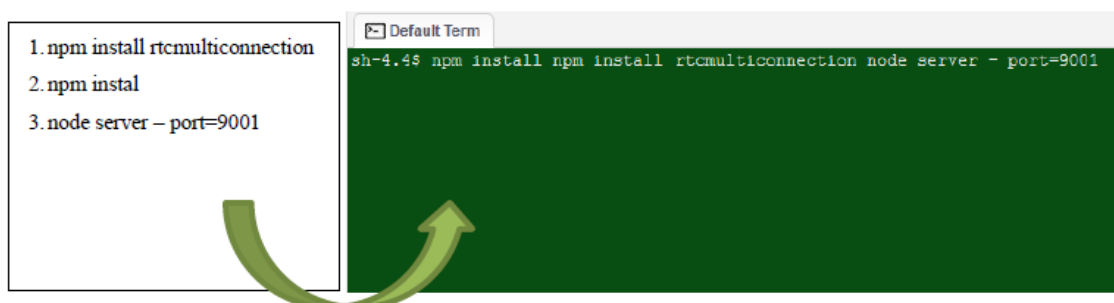 1. npm install rtcmulticonnection
2. npm instal
3. node server – port=9001
Default Term
sh-4.4$ npm install npm install rtcmulticonnection node server - port=9001